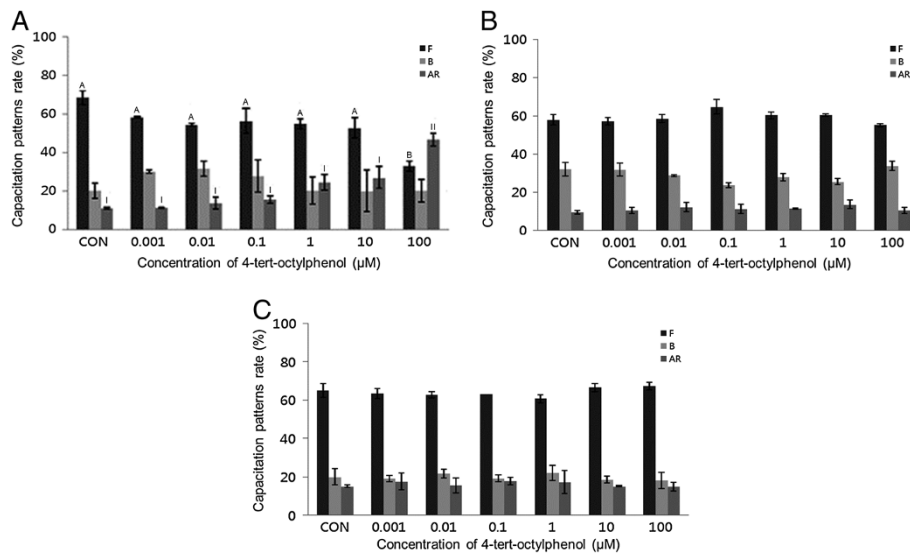 A
Capacitation patterns rate (%)
100
80
60
40
20
0
F
B
AR
A
A
A
A
A
A
B
I
I
I
I
I
I
II
CON 0.001 0.01 0.1 1 10 100
Concentration of 4-tert-octylphenol (μM)
B
Capacitation patterns rate (%)
100
80
60
40
20
0
F
B
AR
CON 0.001 0.01 0.1 1 10 100
Concentration of 4-tert-octylphenol (μM)
C
Capacitation patterns rate (%)
100
80
60
40
20
0
F
B
AR
CON 0.001 0.01 0.1 1 10 100
Concentration of 4-tert-octylphenol (μM)